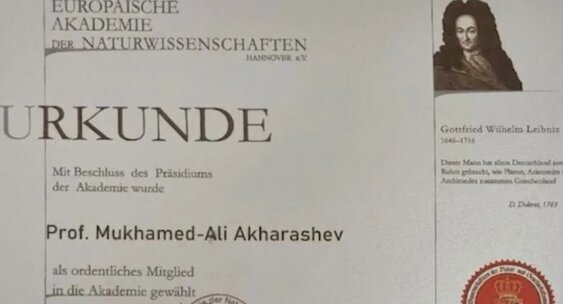 EUROPÄISCHE
AKADEMIE
DER NATURWISSENSCHAFTEN
HANNOVER e.V.
URKUNDE
Mit Beschluss des Präsidiums
der Akademie wurde
Prof. Mukhamed-Ali Akharashev
als ordentliches Mitglied
in die Akademie gewählt
Gottfried Wilhelm Leibniz
1646-1716
Dieser Mann hat allein Deutschland
Ruhm gebracht, wie Platon, Aristoteles
Archimedes zusammen Griechenland
D. Diderot, 1765